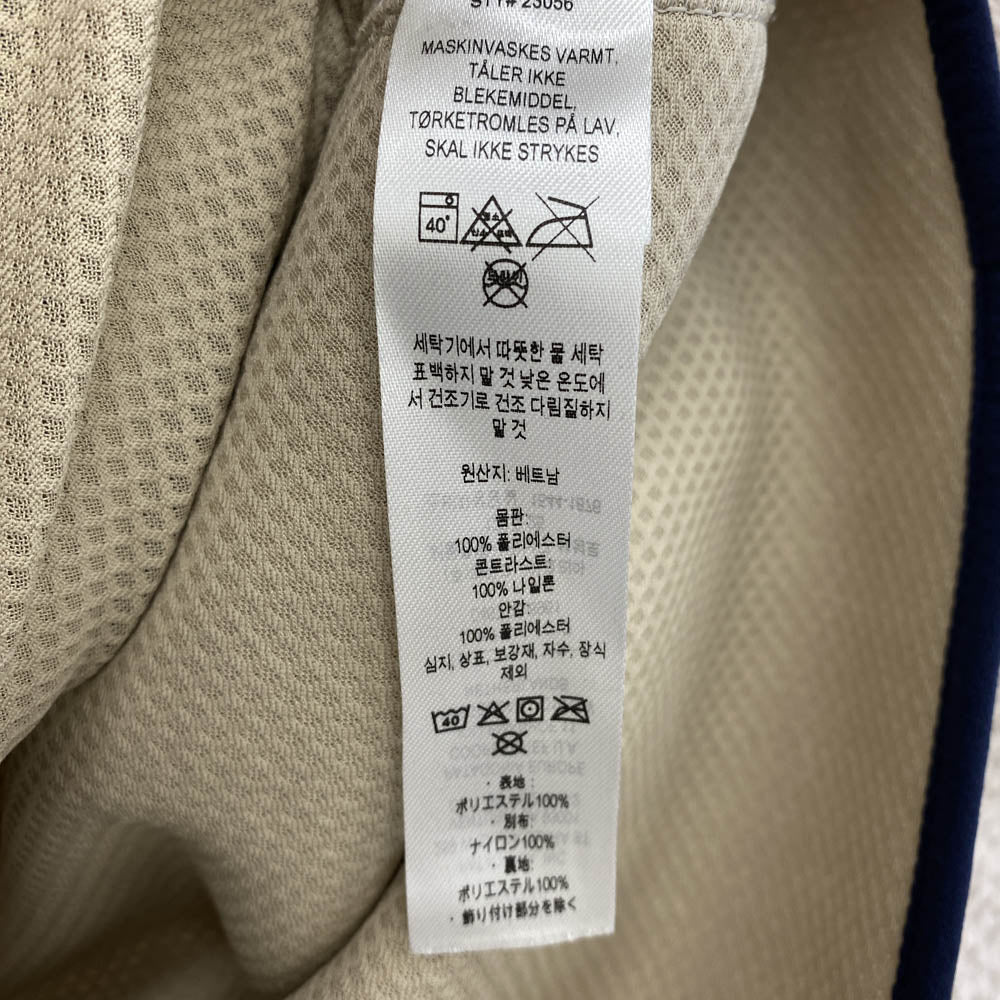 STY# 23056
MASKINVASKES VARMT,
TÅLER IKKE
BLEKEMIDDEL,
TØRKETROMLES PÅ LAV,
SKAL IKKE STRYKES
40°
세탁기에서 따뜻한 물 세탁
표백하지 말 것 낮은 온도에
서 건조기로 건조 다림질하지
말 것
원산지: 베트남
몸판:
100% 폴리에스터
콘트라스트:
100% 나일론
안감:
100% 폴리에스터
심지, 상표, 보강재, 자수, 장식
제외
40
・表地:
ポリエステル100%
・別布:
ナイロン100%
・裏地:
ポリエステル100%
・飾り付け部分を除く